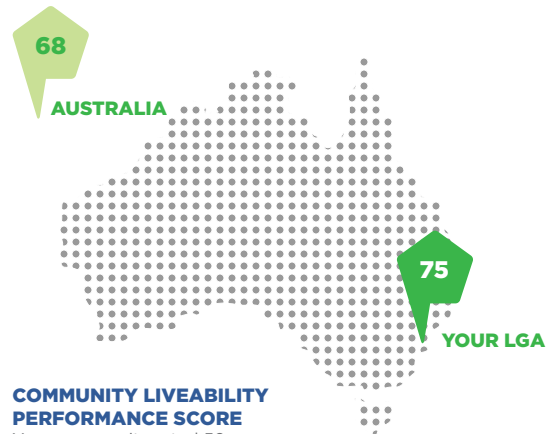 68
AUSTRALIA
75
YOUR LGA
COMMUNITY LIVEABILITY
PERFORMANCE SCORE